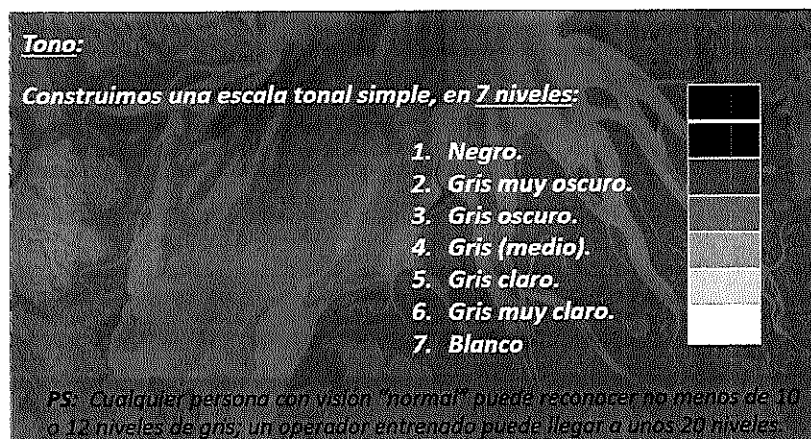 Tono:
Construimos una escala tonal simple, en 7 niveles:
1. Negro.
2. Gris muy oscuro.
3. Gris oscuro.
4. Gris (medio).
5. Gris claro.
6. Gris muy claro.
7. Blanco
PS: Cualquier persona con visión "normal" puede reconocer no menos de 10
o 12 niveles de gris; un operador entrenado puede llegar a unos 20 niveles.